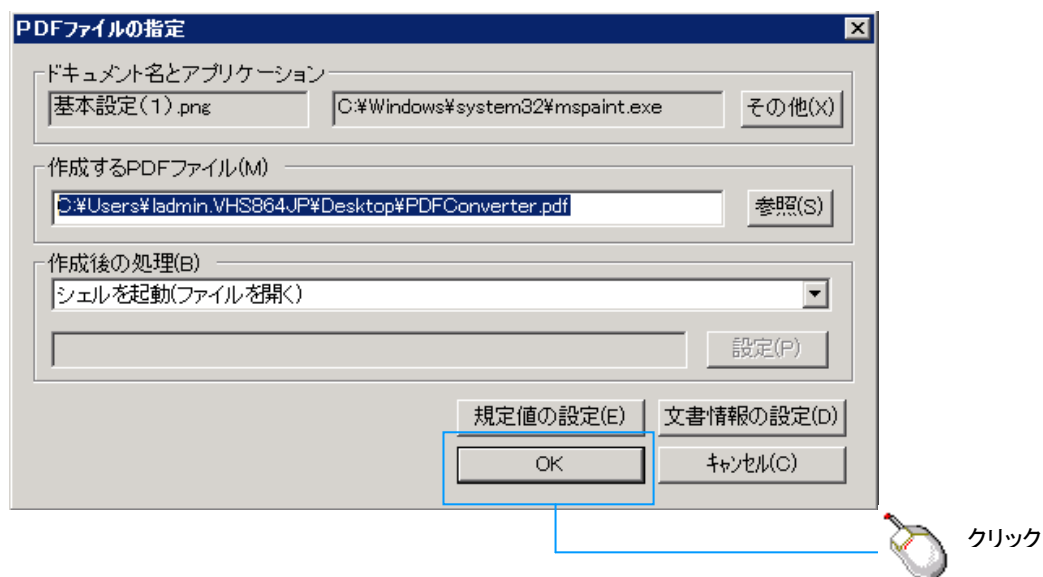 PDFファイルの指定
ドキュメント名とアプリケーション
基本設定(1).png
C:¥Windows¥system32¥mspaint.exe
その他(X)
作成するPDFファイル(M)
C:¥Users¥ladmin.VHS864JP¥Desktop¥PDFConverter.pdf
参照(S)
作成後の処理(B)
シェルを起動(ファイルを開く)
設定(P)
規定値の設定(E)
文書情報の設定(D)
OK
キャンセル(C)
クリック